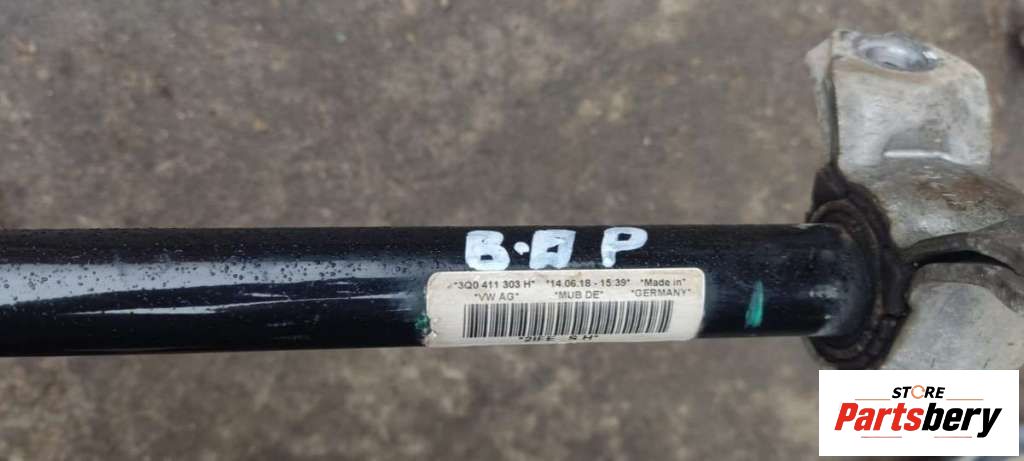 B·B P
*3Q0 411 303 H* *14.06.18 - 15:39* *Made in*
*VW AG* *MUB DE* *GERMANY*
STORE
Partsbery